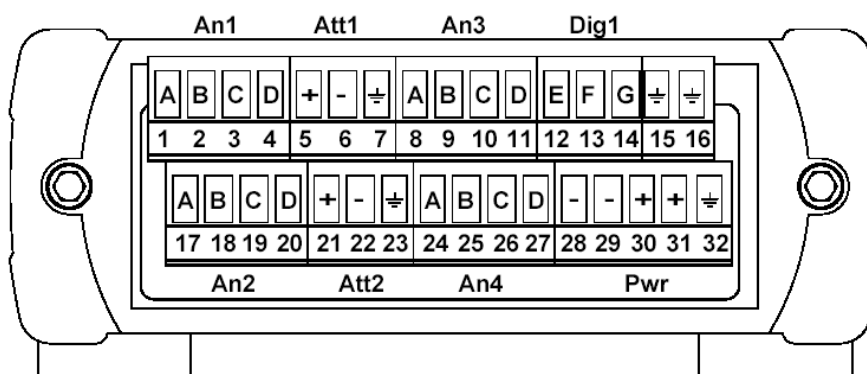 An1 Att1 An3 Dig1
A B C D + - ⏚ A B C D E F G ⏚ ⏚
1 2 3 4 5 6 7 8 9 10 11 12 13 14 15 16
A B C D + - ⏚ A B C D - - + + ⏚
17 18 19 20 21 22 23 24 25 26 27 28 29 30 31 32
An2 Att2 An4 Pwr